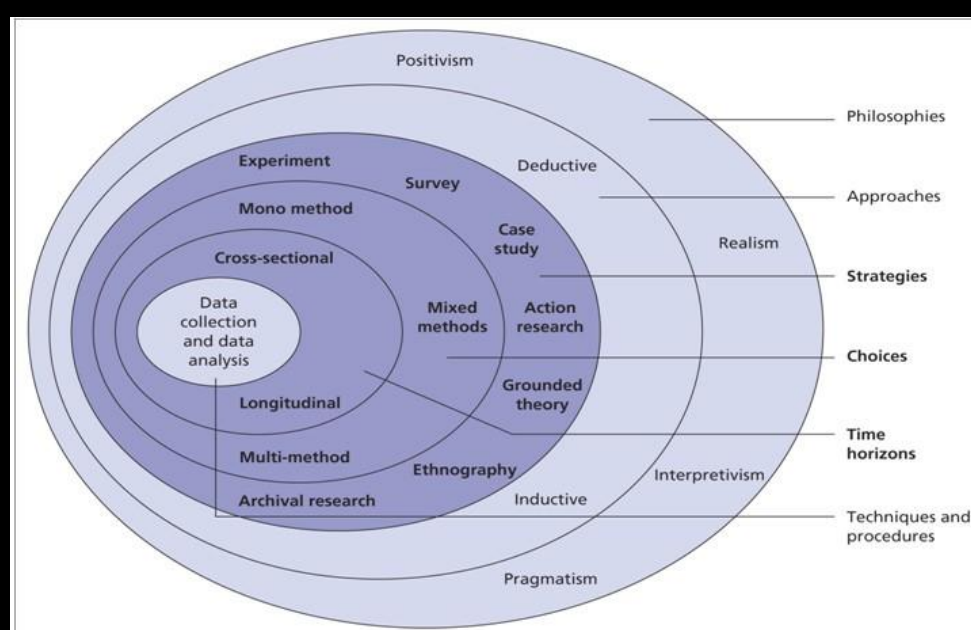 Positivism
Philosophies
Deductive
Experiment
Survey
Approaches
Mono method
Case
study
Realism
Cross-sectional
Strategies
Data
collection
and data
analysis
Mixed
methods
Action
research
Choices
Grounded
theory
Longitudinal
Time
horizons
Multi-method
Ethnography
Interpretivism
Archival research
Inductive
Techniques and
procedures
Pragmatism